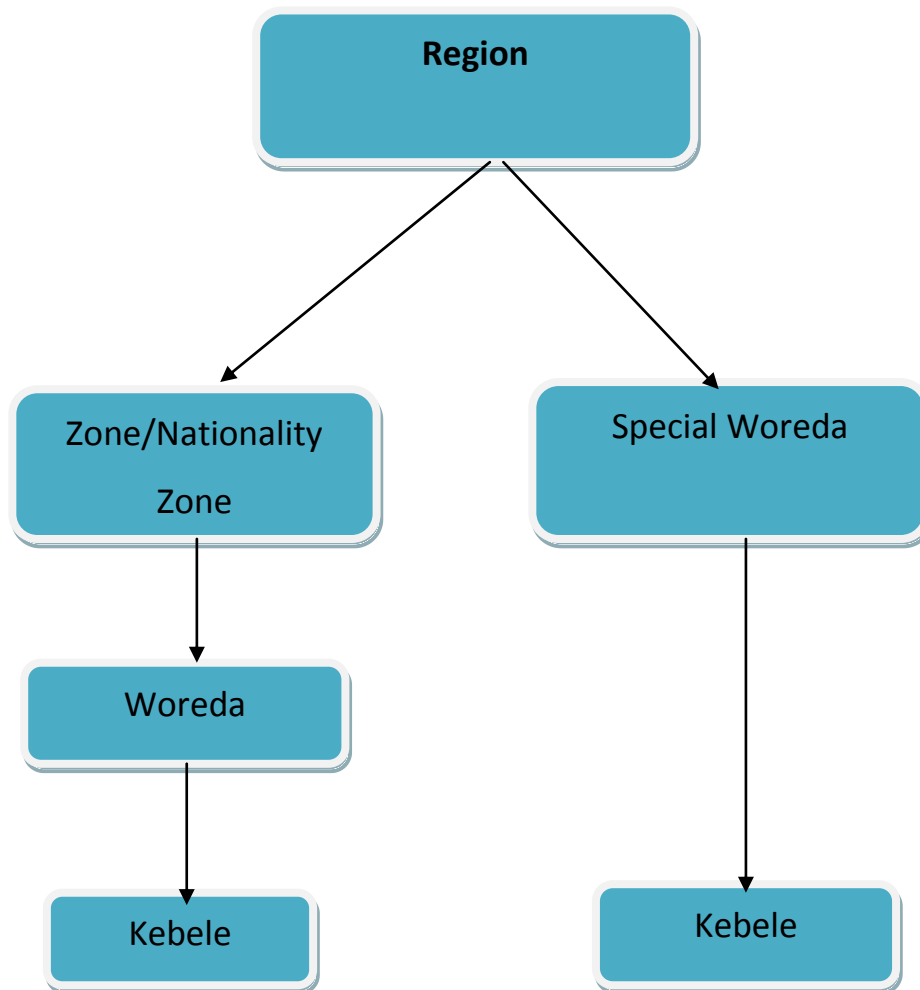 Region
Zone/Nationality
Zone
Special Woreda
Woreda
Kebele
Kebele